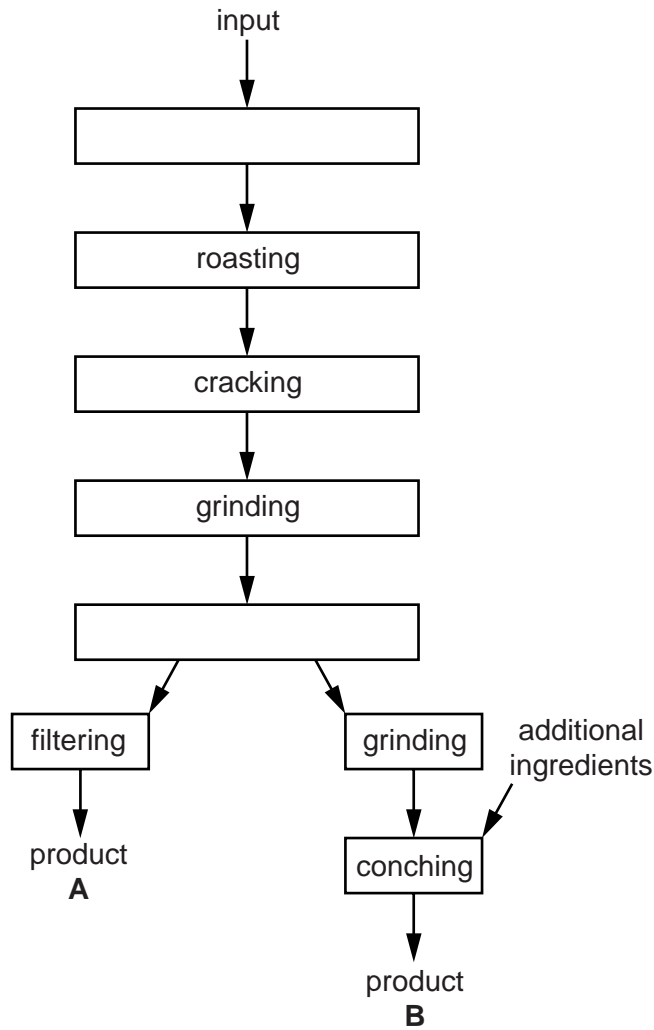 input
roasting
cracking
grinding
filtering
grinding
additional
ingredients
product
A
conching
product
B